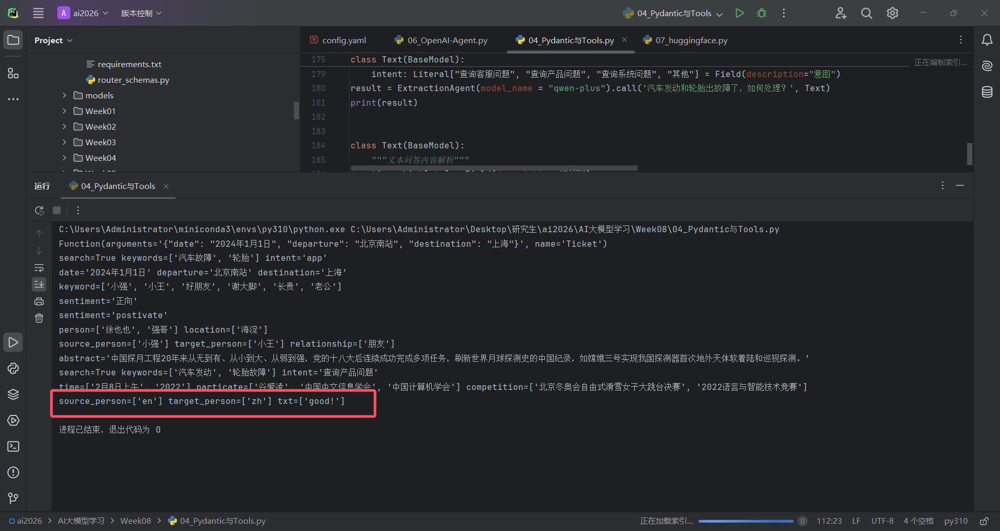 A ai2026 版本控制 04_Pydantic与Tools
Project
config.yaml 06_OpenAI-Agent.py 04_Pydantic与Tools.py 07_huggingface.py
requirements.txt
router_schemas.py
models
Week01
Week02
Week03
Week04
175 class Text(BaseModel):
正在编制索引...
179 intent: Literal["查询客服问题", "查询产品问题", "查询系统问题", "其他"] = Field(description="意图")
180 result = ExtractionAgent(model_name = "qwen-plus").call('汽车发动和轮胎出故障了，如何处理？', Text)
181 print(result)
182
183
184 class Text(BaseModel):
185 """文本问答内容解析"""
运行 04_Pydantic与Tools
C:\Users\Administrator\miniconda3\envs\py310\python.exe C:\Users\Administrator\Desktop\研究生\ai2026\AI大模型学习\Week08\04_Pydantic与Tools.py
Function(arguments='{"date": "2024年1月1日", "departure": "北京南站", "destination": "上海"}', name='Ticket')
search=True keywords=['汽车故障', '轮胎'] intent='app'
date='2024年1月1日' departure='北京南站' destination='上海'
keyword=['小强', '小王', '好朋友', '谢大脚', '长贵', '老公']
sentiment='正向'
sentiment='postivate'
person=['徐也也', '强哥'] location=['海淀']
source_person=['小强'] target_person=['小王'] relationship=['朋友']
abstract='中国探月工程20年来从无到有、从小到大、从弱到强，党的十八大后连续成功完成多项任务，刷新世界月球探测史的中国纪录，如嫦娥三号实现我国探测器首次地外天体软着陆和巡视探测。'
search=True keywords=['汽车发动', '轮胎故障'] intent='查询产品问题'
time=['2月8日上午', '2022'] particate=['谷爱凌', '中国中文信息学会', '中国计算机学会'] competition=['北京冬奥会自由式滑雪女子大跳台决赛', '2022语言与智能技术竞赛']
source_person=['en'] target_person=['zh'] txt=['good!']
进程已结束，退出代码为 0
ai2026 > AI大模型学习 > Week08 > 04_Pydantic与Tools.py 正在加载索引... 112:23 LF UTF-8 4 个空格 py310